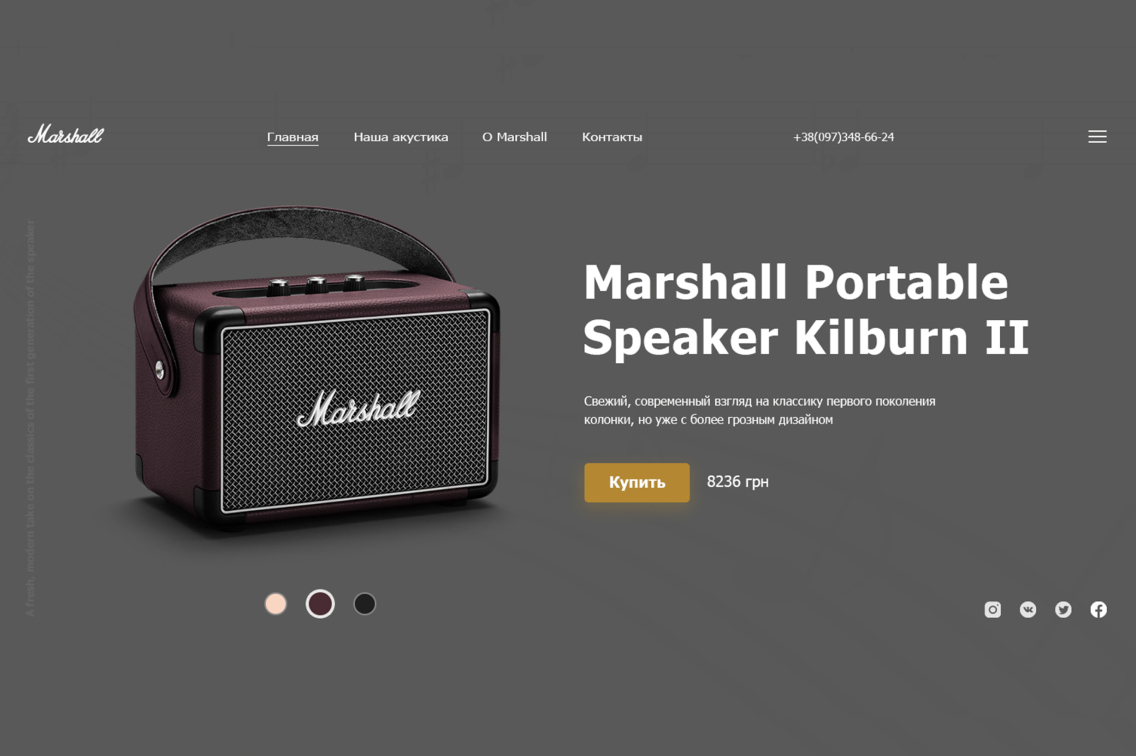 Marshall
Главная
Наша акустика
О Marshall
Контакты
+38(097)348-66-24
A fresh, modern take on the classics of the first generation of the speaker
Marshall
Marshall Portable
Speaker Kilburn II
Свежий, современный взгляд на классику первого поколения
колонки, но уже с более грозным дизайном
Купить
8236 грн